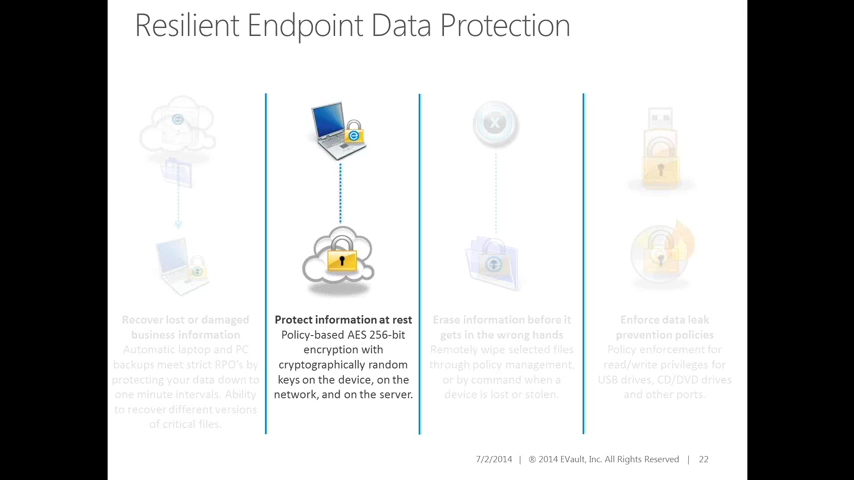 Resilient Endpoint Data Protection
Recover lost or damaged
business information
Automatic laptop and PC
backups meet strict RPO's by
protecting your data down to
one minute intervals. Ability
to recover different versions
of critical files.
Protect information at rest
Policy-based AES 256-bit
encryption with
cryptographically random
keys on the device, on the
network, and on the server.
Erase information before it
gets in the wrong hands
Remotely wipe selected files
through policy management,
or by command when a
device is lost or stolen.
Enforce data leak
prevention policies
Policy enforcement for
read/write privileges for
USB drives, CD/DVD drives
and other ports.
7/2/2014 | ® 2014 EVault, Inc. All Rights Reserved | 22